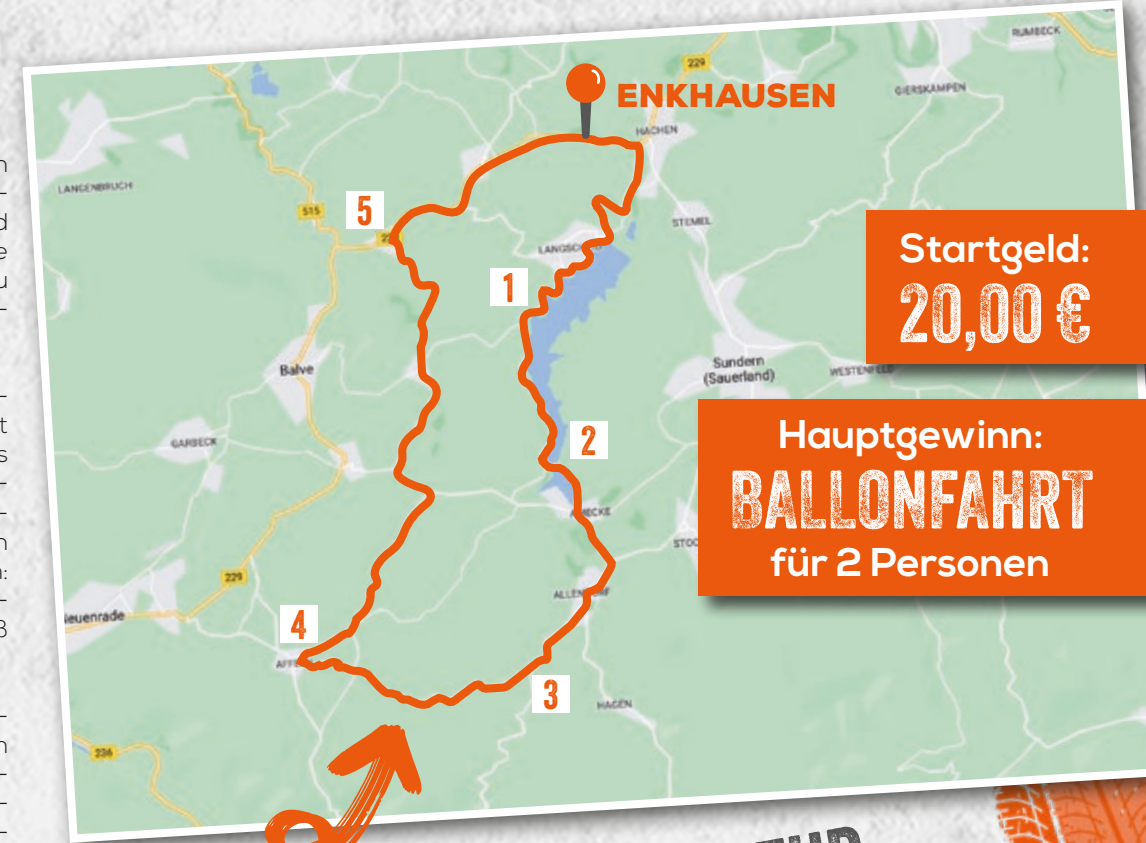 RUMBECK
229
GIERSKAMPEN
ENKHAUSEN
HACHEN
LANGENBRUCH
515
5
STEMEL
1
Startgeld:
20,00 €
Balve
Sundern
(Sauerland)
GARBECK
2
Hauptgewinn:
BALLONFAHRT
für 2 Personen
229
Neuenrade
4
3
HAGEN
236